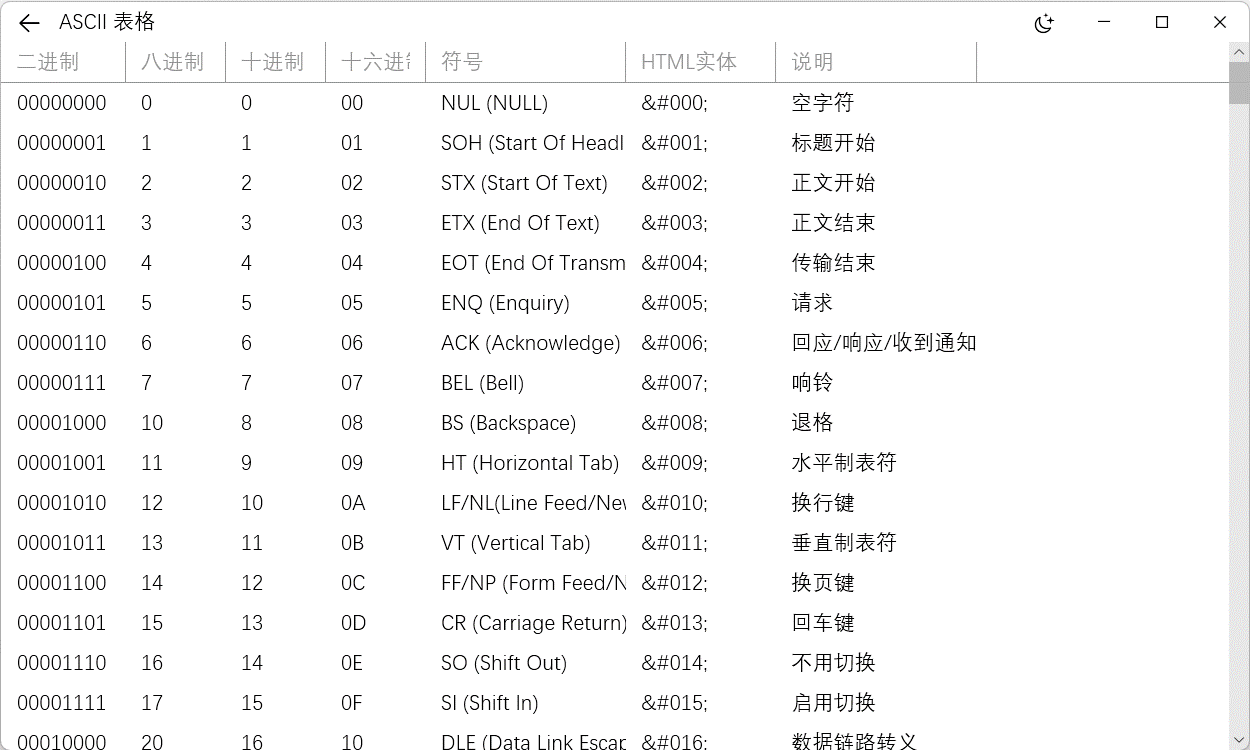 ASCII 表格
二进制 八进制 十进制 十六进 符号 HTML实体 说明
00000000 0 0 00 NUL (NULL) &#000; 空字符
00000001 1 1 01 SOH (Start Of Headl &#001; 标题开始
00000010 2 2 02 STX (Start Of Text) &#002; 正文开始
00000011 3 3 03 ETX (End Of Text) &#003; 正文结束
00000100 4 4 04 EOT (End Of Transm &#004; 传输结束
00000101 5 5 05 ENQ (Enquiry) &#005; 请求
00000110 6 6 06 ACK (Acknowledge) &#006; 回应/响应/收到通知
00000111 7 7 07 BEL (Bell) &#007; 响铃
00001000 10 8 08 BS (Backspace) &#008; 退格
00001001 11 9 09 HT (Horizontal Tab) &#009; 水平制表符
00001010 12 10 0A LF/NL(Line Feed/Nev &#010; 换行键
00001011 13 11 0B VT (Vertical Tab) &#011; 垂直制表符
00001100 14 12 0C FF/NP (Form Feed/N &#012; 换页键
00001101 15 13 0D CR (Carriage Return) &#013; 回车键
00001110 16 14 0E SO (Shift Out) &#014; 不用切换
00001111 17 15 0F SI (Shift In) &#015; 启用切换
00010000 20 16 10 DLE (Data Link Escap &#016; 数据链路转义